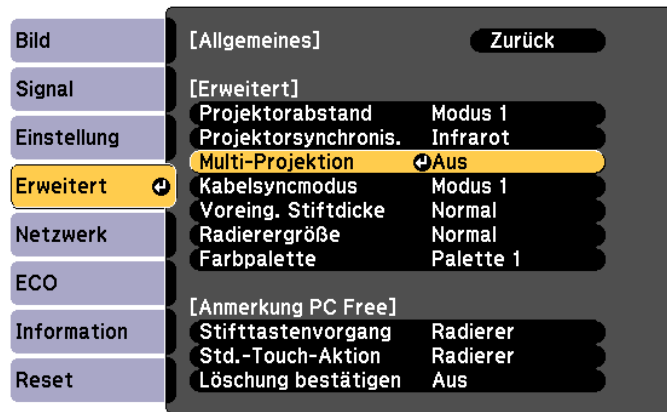 Bild
Signal
Einstellung
Erweitert
Netzwerk
ECO
Information
Reset
[Allgemeines] Zurück
[Erweitert]
Projektorabstand Modus 1
Projektorsynchronis. Infrarot
Multi-Projektion Aus
Kabelsyncmodus Modus 1
Voreing. Stiftdicke Normal
Radierergröße Normal
Farbpalette Palette 1
[Anmerkung PC Free]
Stifttastenvorgang Radierer
Std.-Touch-Aktion Radierer
Löschung bestätigen Aus